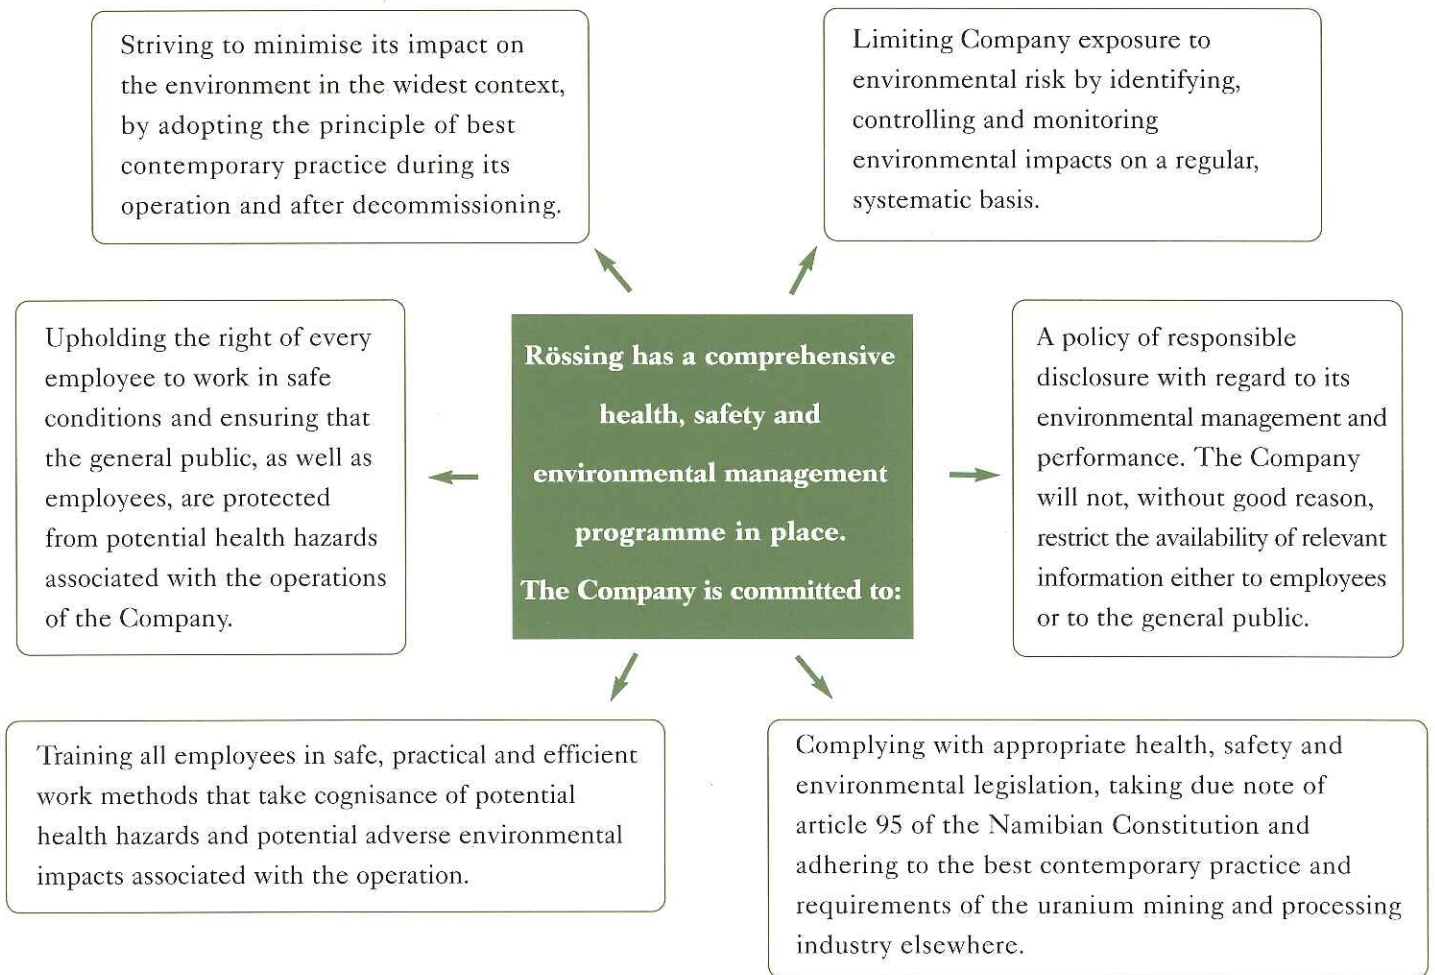 Striving to minimise its impact on
the environment in the widest context,
by adopting the principle of best
contemporary practice during its
operation and after decommissioning.
Limiting Company exposure to
environmental risk by identifying,
controlling and monitoring
environmental impacts on a regular,
systematic basis.
Upholding the right of every
employee to work in safe
conditions and ensuring that
the general public, as well as
employees, are protected
from potential health hazards
associated with the operations
of the Company.
Rössing has a comprehensive
health, safety and
environmental management
programme in place.
The Company is committed to:
A policy of responsible
disclosure with regard to its
environmental management and
performance. The Company
will not, without good reason,
restrict the availability of relevant
information either to employees
or to the general public.
Training all employees in safe, practical and efficient
work methods that take cognisance of potential
health hazards and potential adverse environmental
impacts associated with the operation.
Complying with appropriate health, safety and
environmental legislation, taking due note of
article 95 of the Namibian Constitution and
adhering to the best contemporary practice and
requirements of the uranium mining and processing
industry elsewhere.